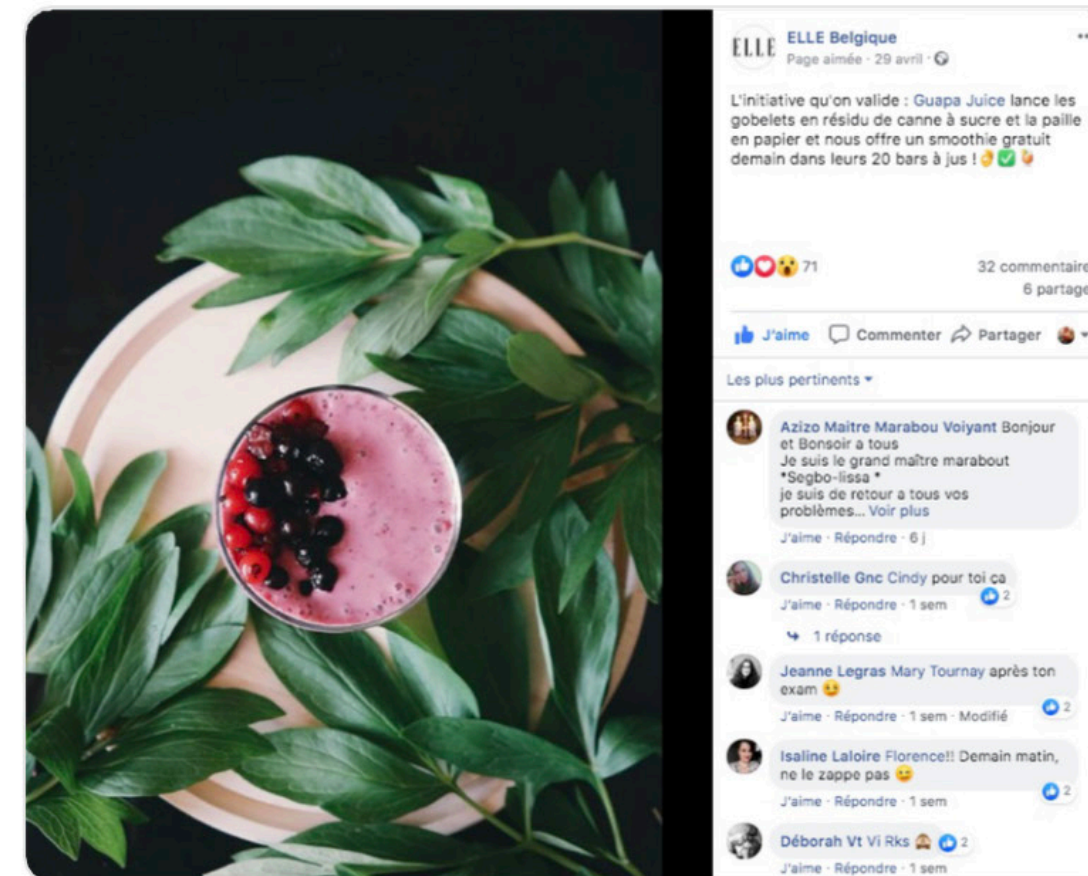 ELLE
ELLE Belgique
Page aimée · 29 avril ·
L'initiative qu'on valide : Guapa Juice lance les
gobelets en résidu de canne à sucre et la paille
en papier et nous offre un smoothie gratuit
demain dans leurs 20 bars à jus ! 👌✅🍹
71
32 commentaire
6 partage
J'aime Commenter Partager
Les plus pertinents
Azizo Maitre Marabou Voiyant Bonjour
et Bonsoir a tous
Je suis le grand maître marabout
*Segbo-lissa *
je suis de retour a tous vos
problèmes... Voir plus
J'aime · Répondre · 6 j
Christelle Gnc Cindy pour toi ça
2
J'aime · Répondre · 1 sem
1 réponse
Jeanne Legras Mary Tournay après ton
exam 😉
2
J'aime · Répondre · 1 sem · Modifié
Isaline Laloire Florence!! Demain matin,
ne le zappe pas 😉
2
J'aime · Répondre · 1 sem
Déborah Vt Vi Rks 🙈 2
J'aime · Répondre · 1 sem